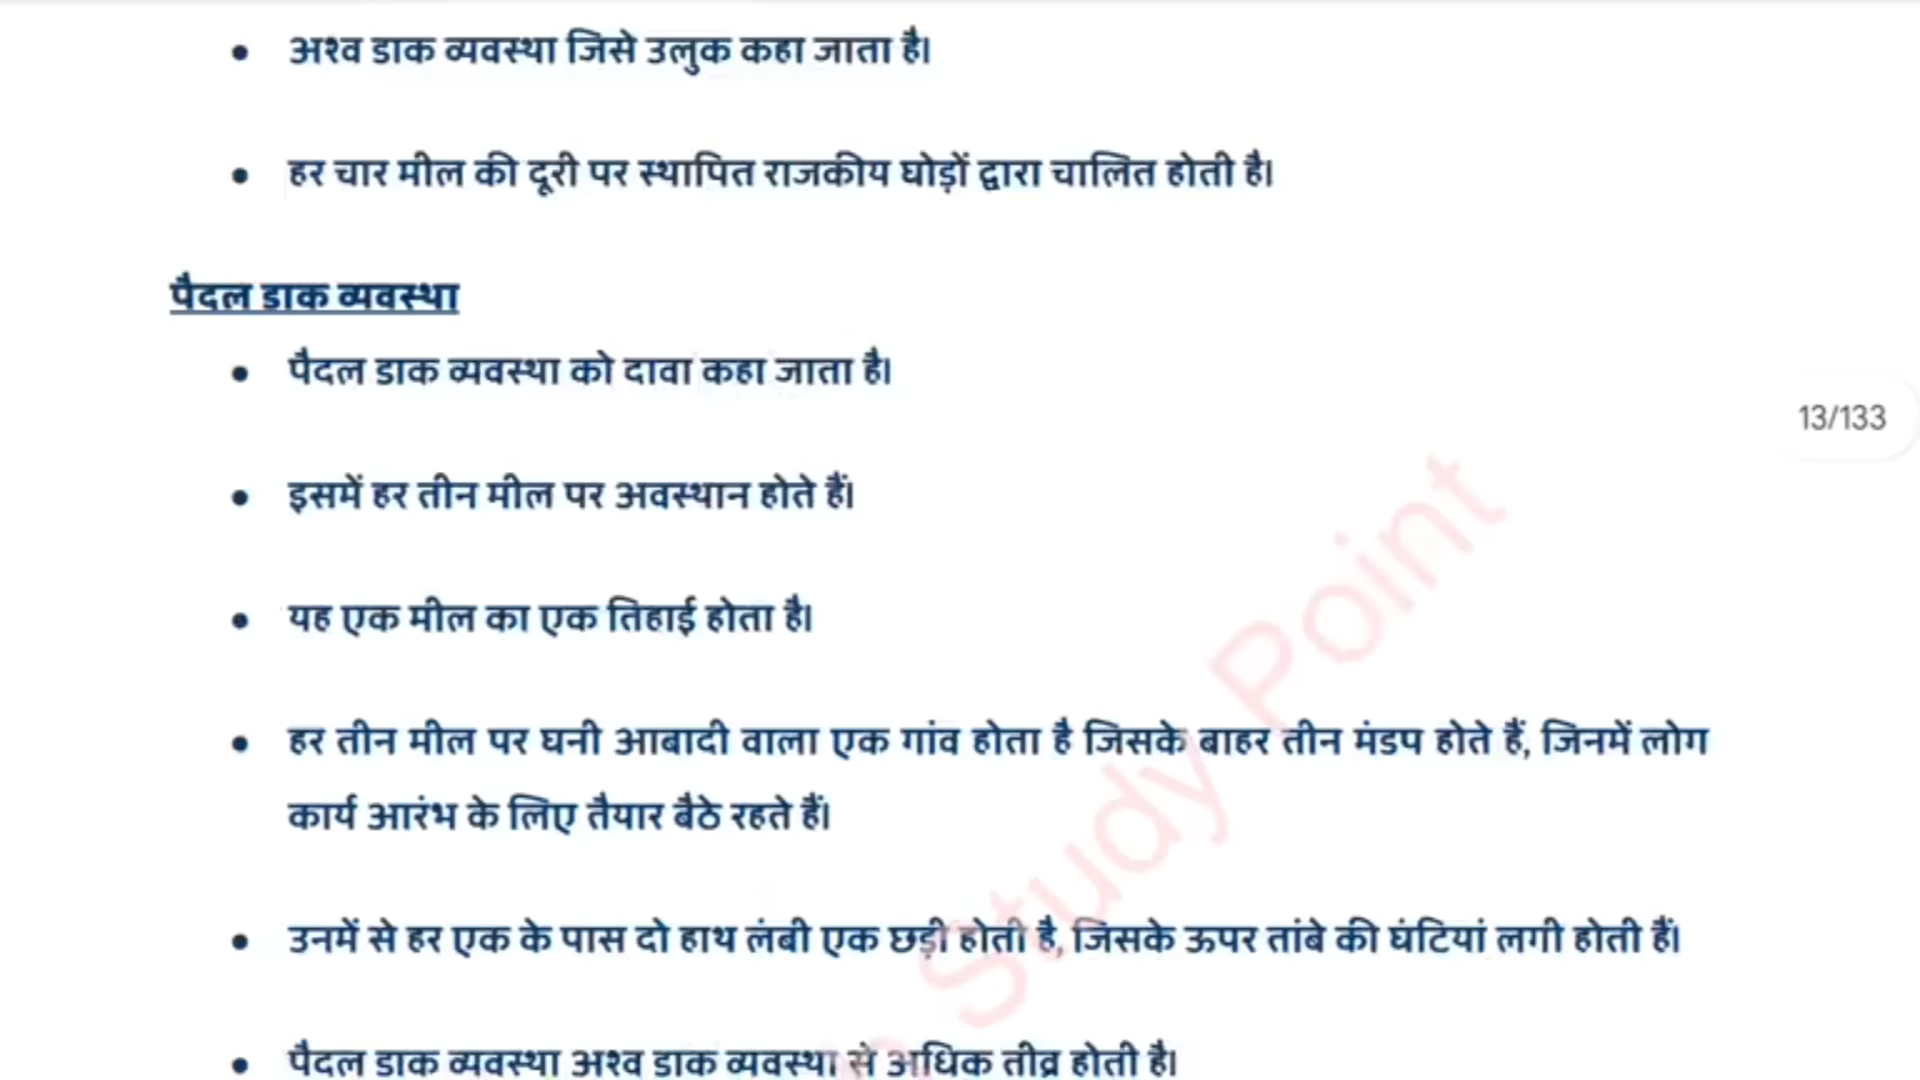 • अश्व डाक व्यवस्था जिसे उलुक कहा जाता है।
• हर चार मील की दूरी पर स्थापित राजकीय घोड़ों द्वारा चालित होती है।
पैदल डाक व्यवस्था
• पैदल डाक व्यवस्था को दावा कहा जाता है।
13/133
• इसमें हर तीन मील पर अवस्थान होते हैं।
• यह एक मील का एक तिहाई होता है।
• हर तीन मील पर घनी आबादी वाला एक गांव होता है जिसके बाहर तीन मंडप होते हैं, जिनमें लोग
कार्य आरंभ के लिए तैयार बैठे रहते हैं।
• उनमें से हर एक के पास दो हाथ लंबी एक छड़ी होती है, जिसके ऊपर तांबे की घंटियां लगी होती हैं।
• पैदल डाक व्यवस्था अश्व डाक व्यवस्था से अधिक तीव्र होती है।
Study Point